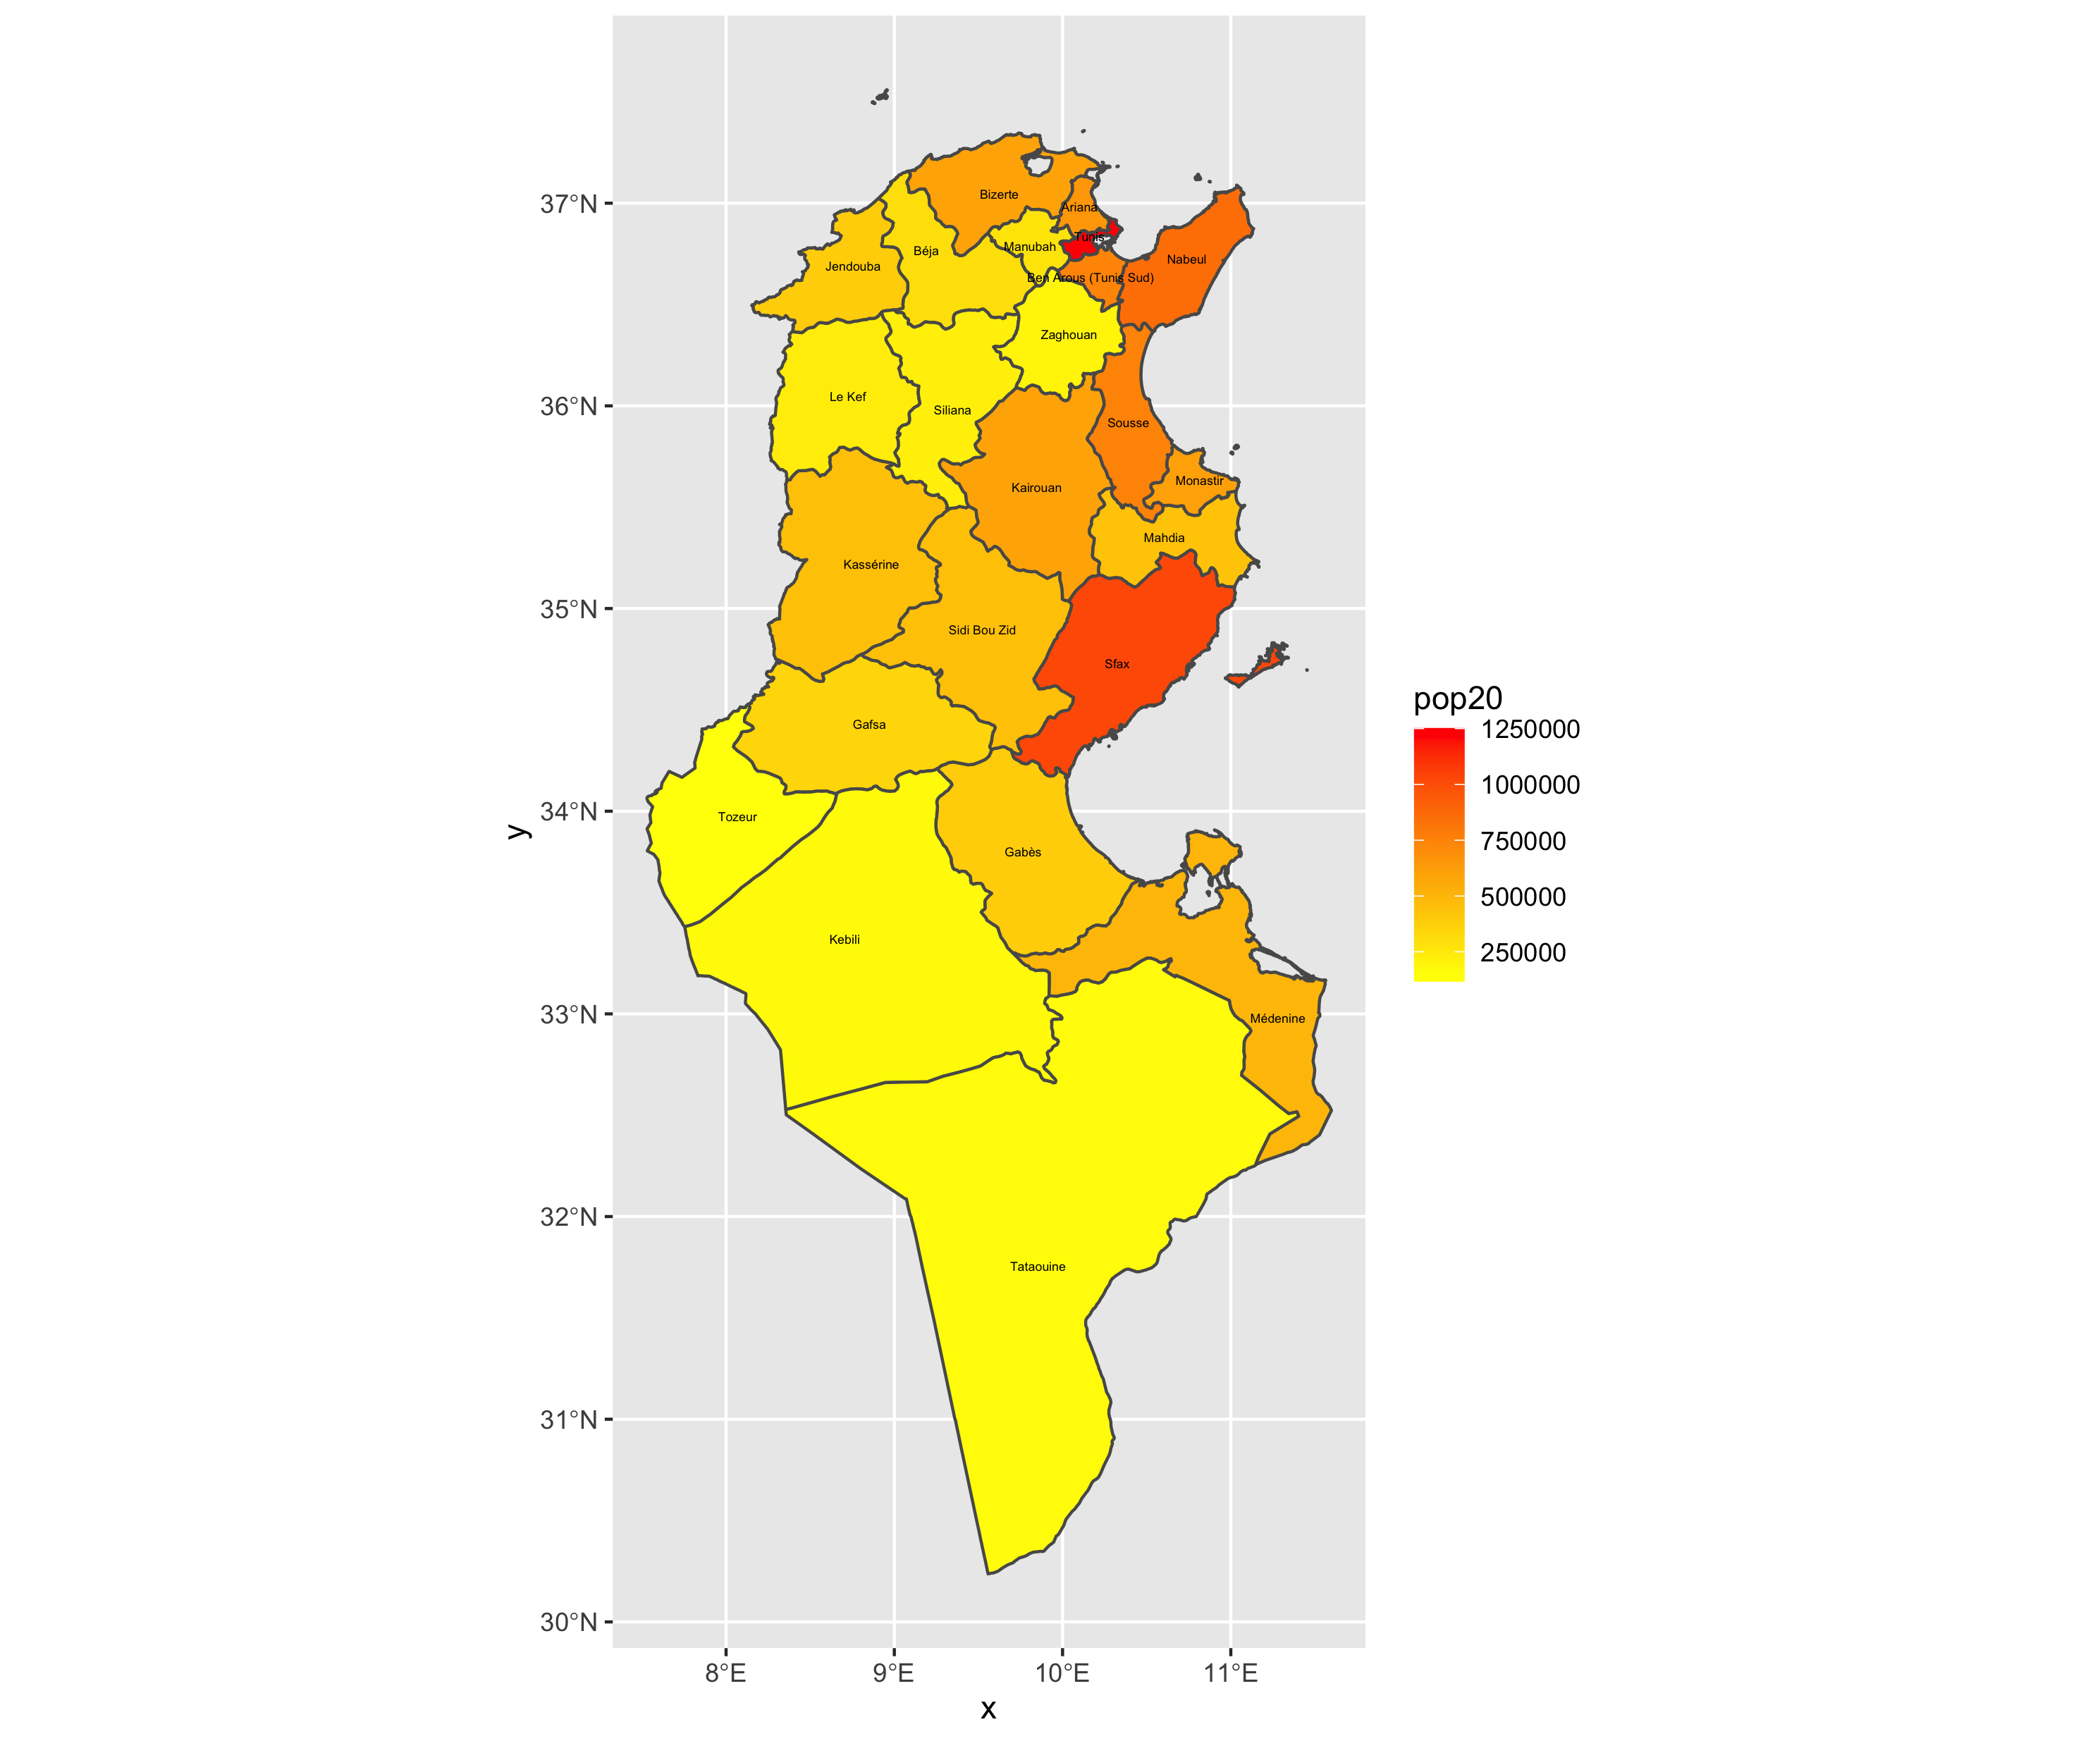 37°N
36°N
35°N
34°N
33°N
32°N
31°N
30°N
y
8°E
9°E
10°E
11°E
x
Bizerte
Ariana
Tunis
Manubah
Béja
Nabeul
Jendouba
Ben Arous (Tunis Sud)
Zaghouan
Le Kef
Siliana
Sousse
Monastir
Kairouan
Mahdia
Kassérine
Sidi Bou Zid
Sfax
Gafsa
Tozeur
Gabès
Kebili
Médenine
Tataouine
pop20
1250000
1000000
750000
500000
250000